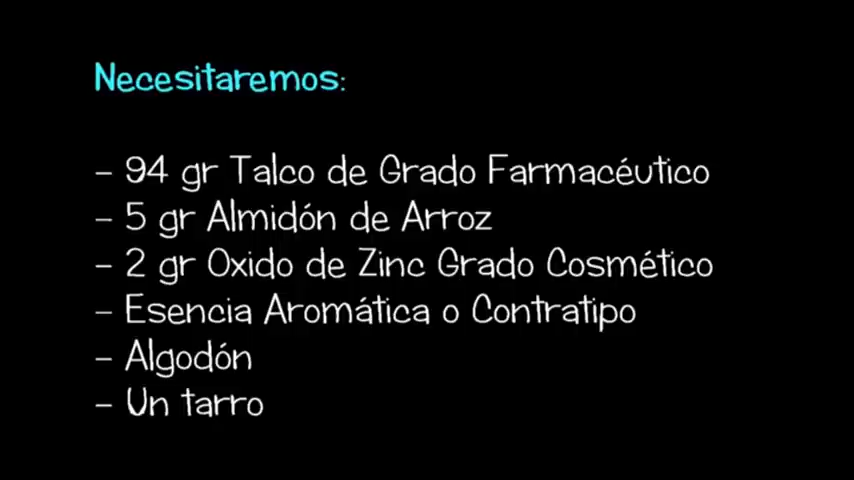 Necesitaremos:
- 94 gr Talco de Grado Farmacéutico
- 5 gr Almidón de Arroz
- 2 gr Oxido de Zinc Grado Cosmético
- Esencia Aromática o Contratipo
- Algodón
- Un tarro